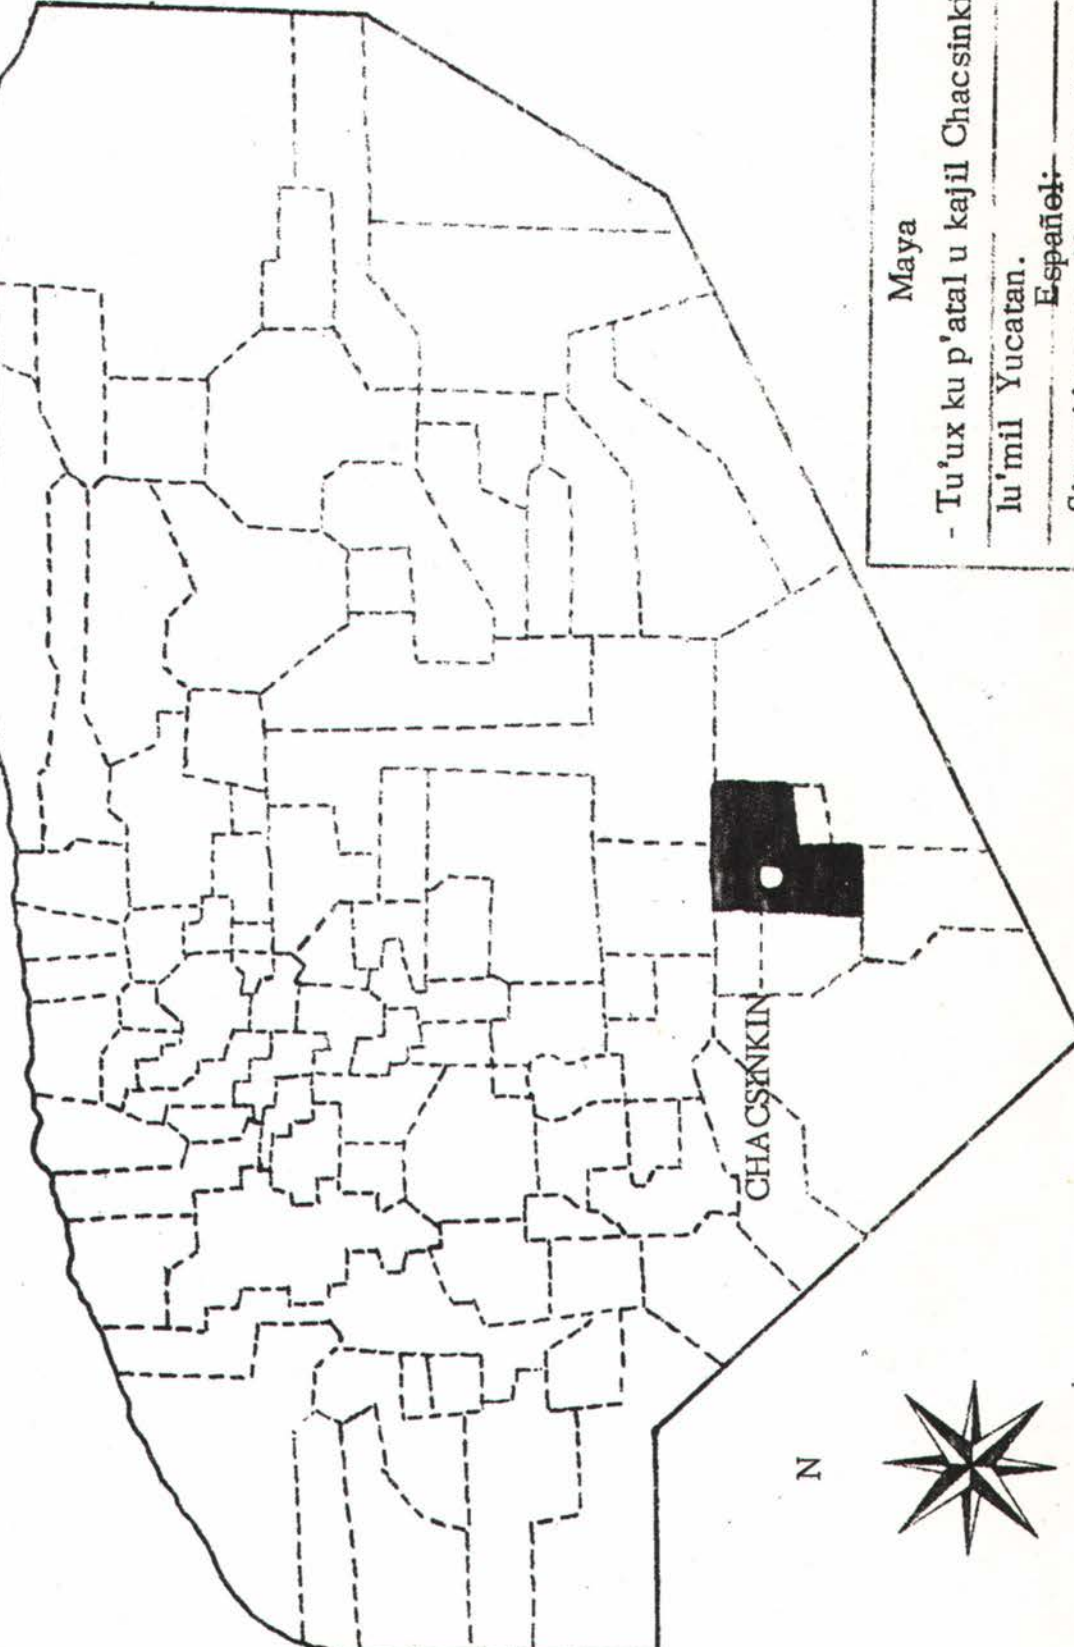 Maya
- Tu'ux ku p'atal u kajil Chacsinki
lu'mil Yucatan.
Español:
CHACSINKIN
N